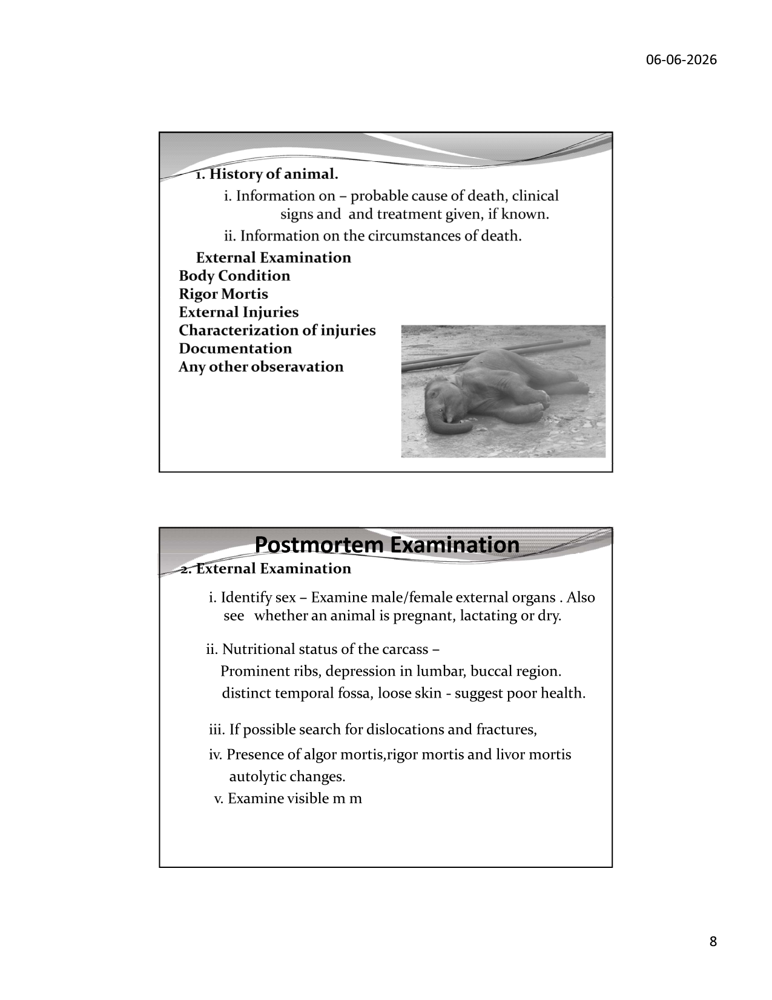 06-06-2026
1. History of animal.
i. Information on – probable cause of death, clinical
signs and  and treatment given, if known.
ii. Information on the circumstances of death.
External Examination
Body Condition
Rigor Mortis
External Injuries
Characterization of injuries
Documentation
Any other obseravation
Postmortem Examination
2. External Examination
i. Identify sex – Examine male/female external organs . Also
see  whether an animal is pregnant, lactating or dry.
ii. Nutritional status of the carcass –
Prominent ribs, depression in lumbar, buccal region.
distinct temporal fossa, loose skin - suggest poor health.
iii. If possible search for dislocations and fractures,
iv. Presence of algor mortis,rigor mortis and livor mortis
autolytic changes.
v. Examine visible m m
8